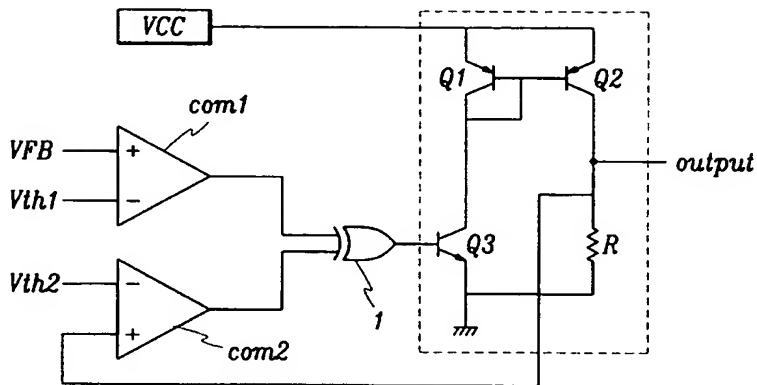 VCC
Q1
Q2
com1
VFB
+
Vth1
−
output
Q3
R
Vth2
−
1
+
com2